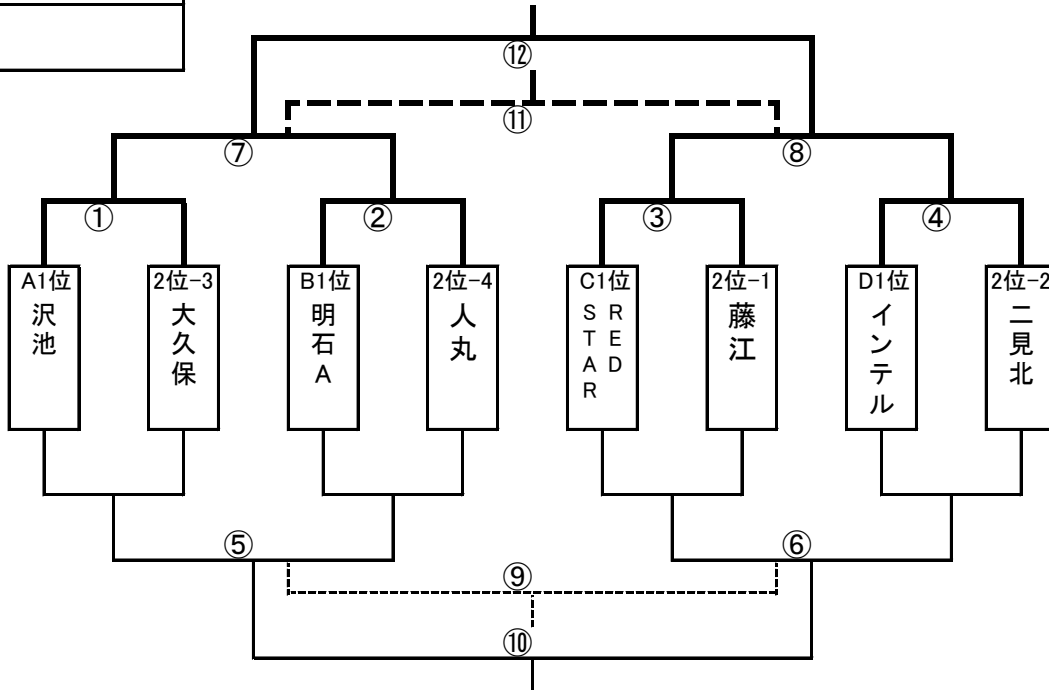 ⑫
⑪
⑦
⑧
①
②
③
④
A1位
沢池
2位-3
大久保
B1位
明石A
2位-4
人丸
C1位
RED
STAR
2位-1
藤江
D1位
インテル
2位-2
二見北
⑤
⑥
⑨
⑩